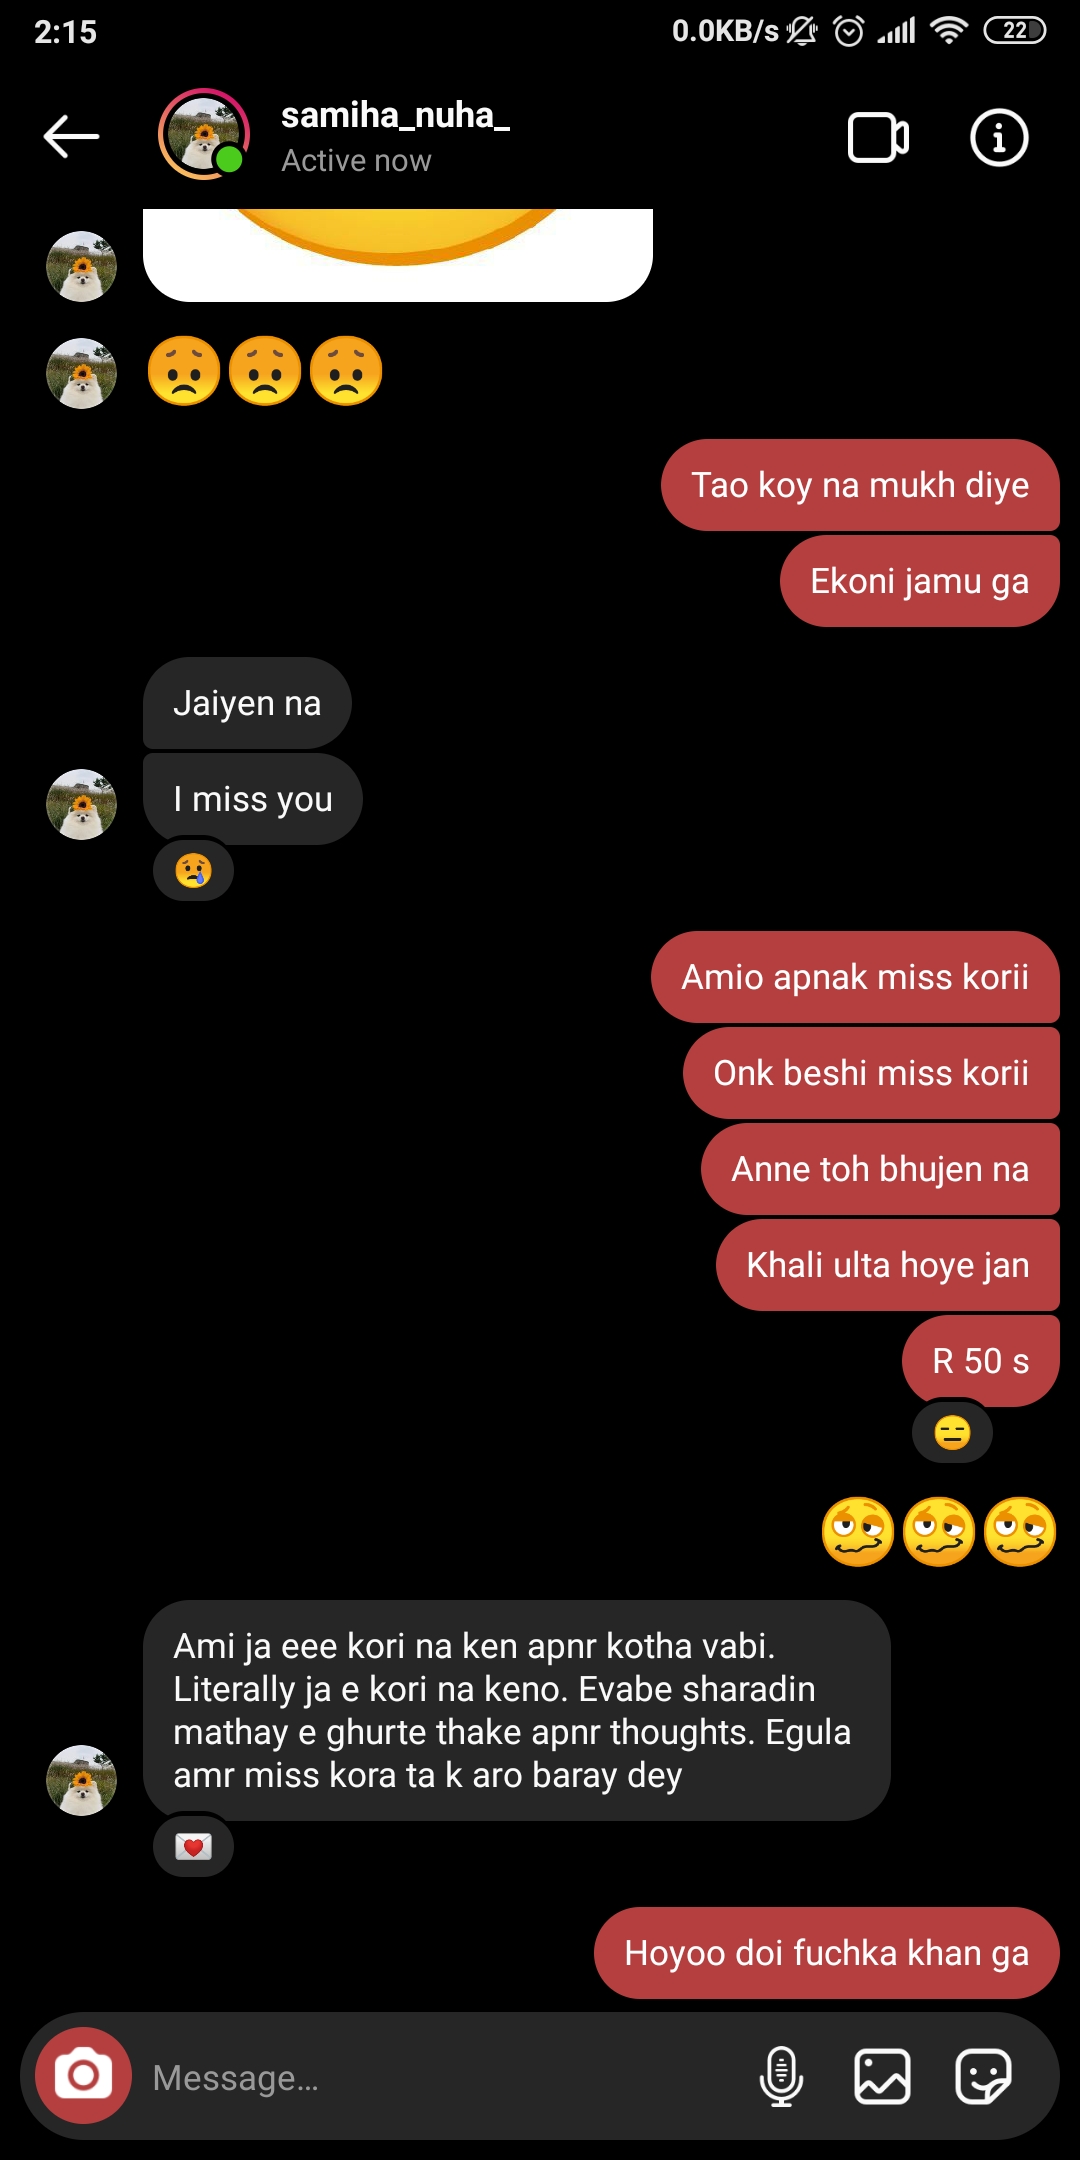 2:15
0.0KB/s
22
samiha_nuha_
Active now
😟😟😟
Tao koy na mukh diye
Ekoni jamu ga
Jaiyen na
I miss you
😢
Amio apnak miss korii
Onk beshi miss korii
Anne toh bhujen na
Khali ulta hoye jan
R 50 s
😑
🥴🥴🥴
Ami ja eee kori na ken apnr kotha vabi.
Literally ja e kori na keno. Evabe sharadin
mathay e ghurte thake apnr thoughts. Egula
amr miss kora ta k aro baray dey
💌
Hoyoo doi fuchka khan ga
Message...